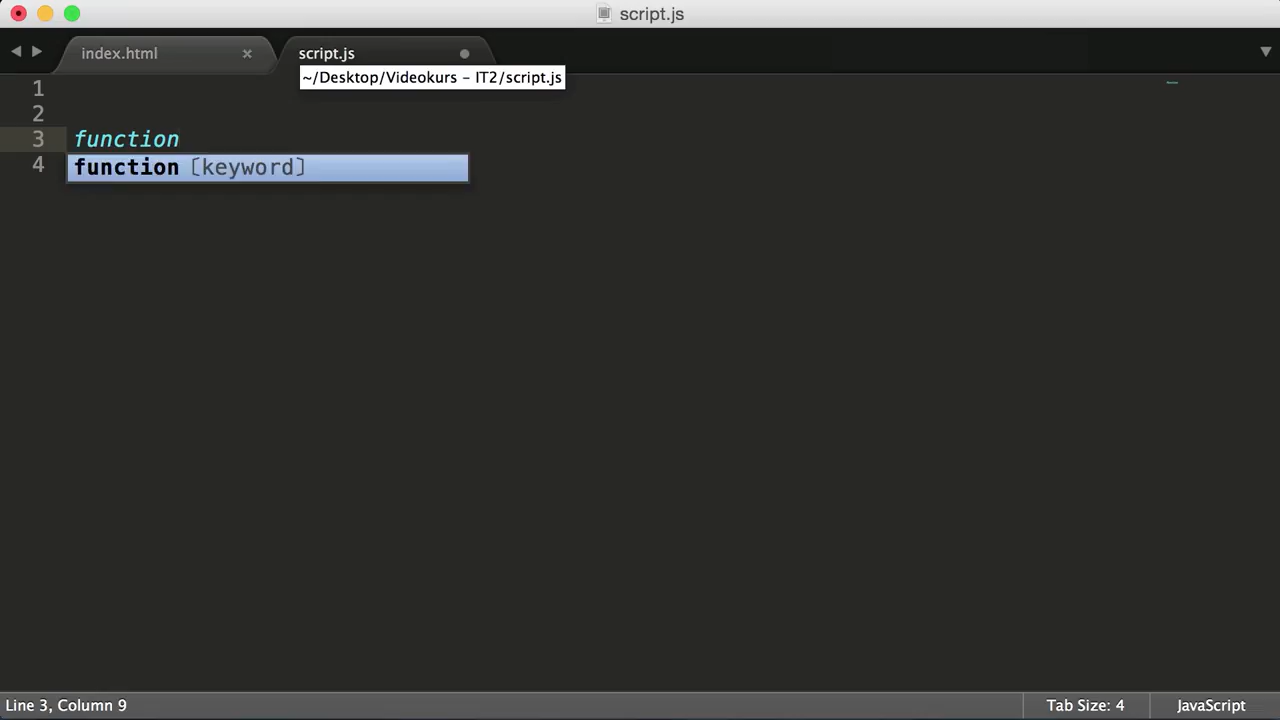 script.js
index.html ×
script.js
~/Desktop/Videokurs – IT2/script.js
1
2
3 function
4 function 〔keyword〕
Line 3, Column 9
Tab Size: 4
JavaScript